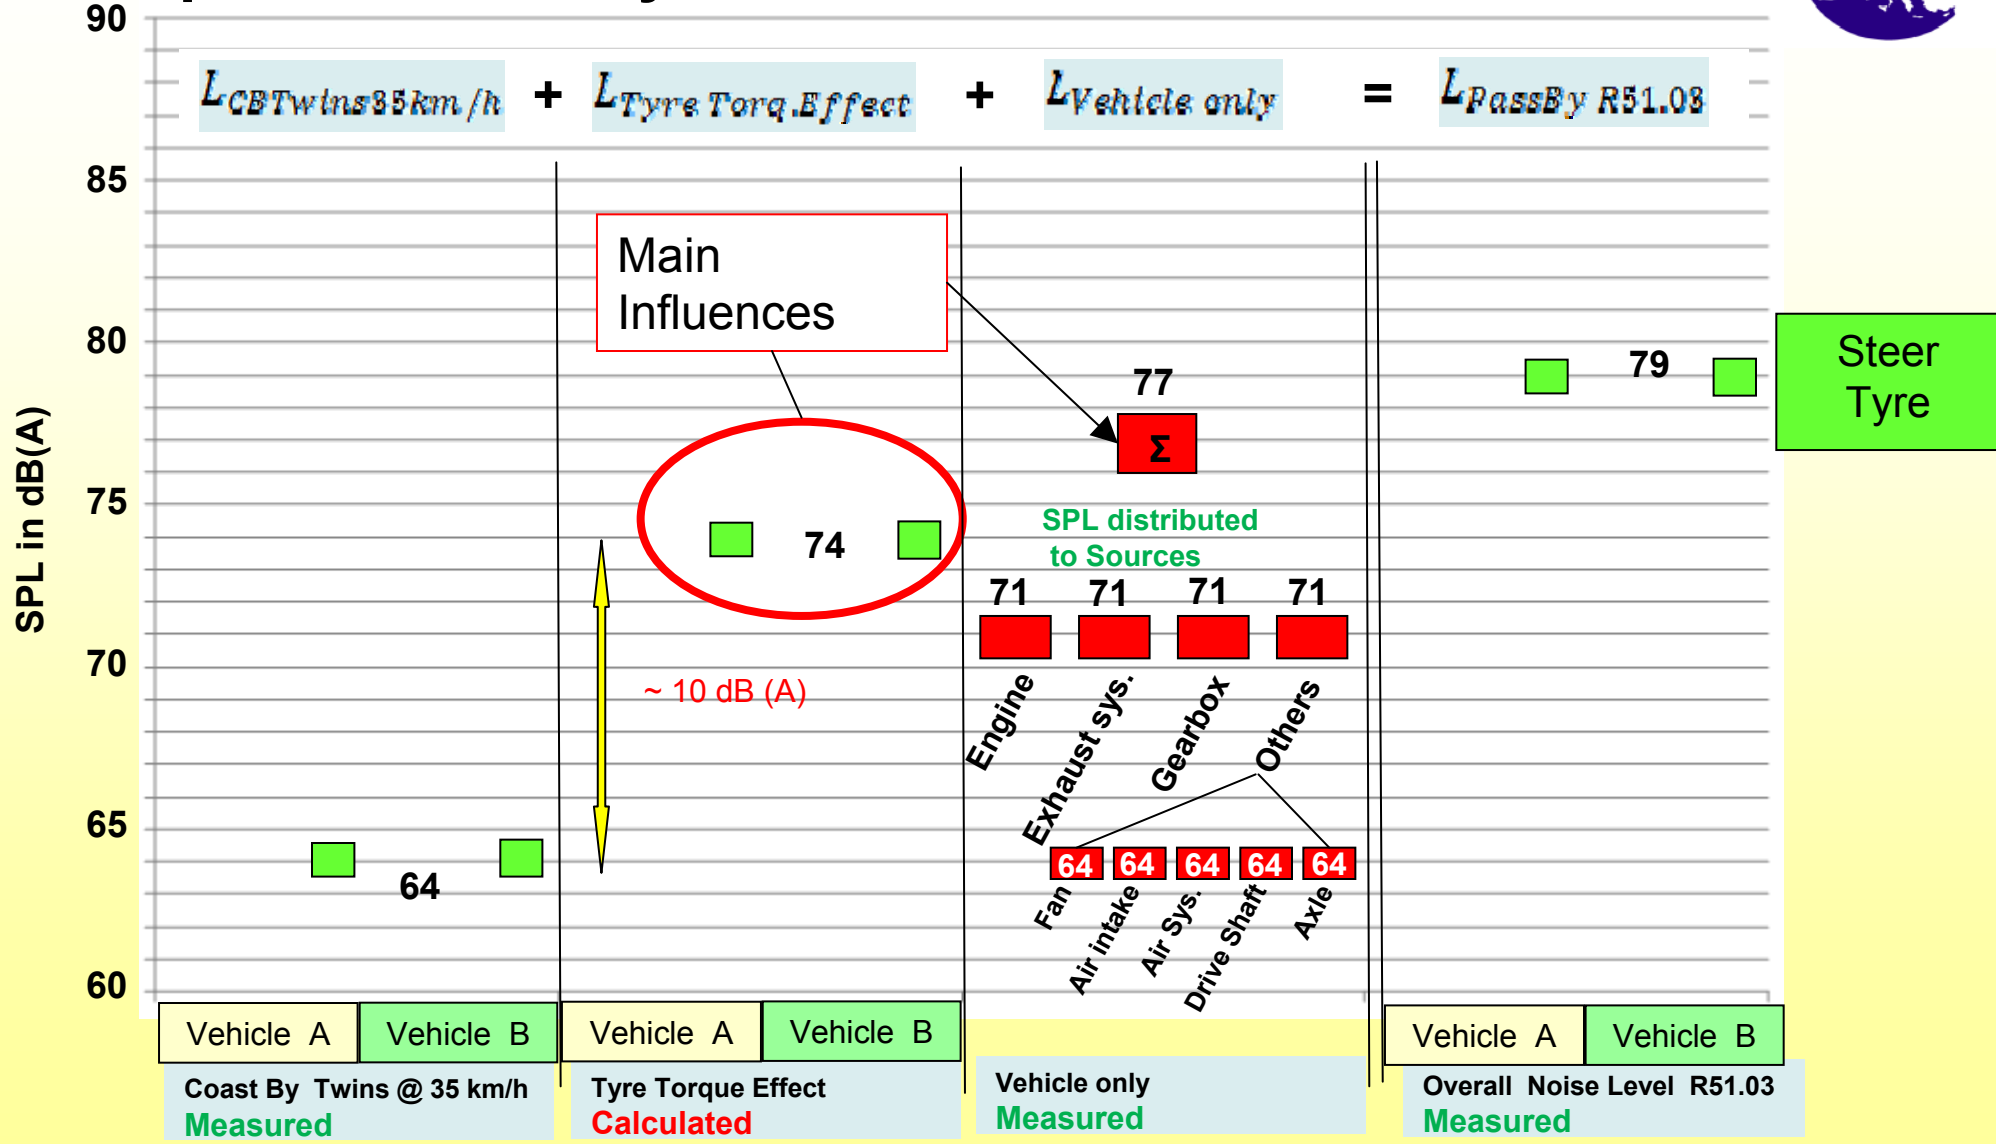 90
L_CBTwins35km/h + L_Tyre Torq.Effect + L_Vehicle only = L_PassBy R51.03
85
Main
Influences
80
Steer
Tyre
79
77
Σ
SPL in dB(A)
75
SPL distributed
to Sources
74
71 71 71 71
70
~ 10 dB (A)
Engine
Exhaust sys.
Gearbox
Others
65
64
64 64 64 64 64
Fan
Air intake
Air Sys.
Drive Shaft
Axle
60
Vehicle A Vehicle B Vehicle A Vehicle B Vehicle A Vehicle B
Coast By Twins @ 35 km/h
Measured
Tyre Torque Effect
Calculated
Vehicle only
Measured
Overall Noise Level R51.03
Measured